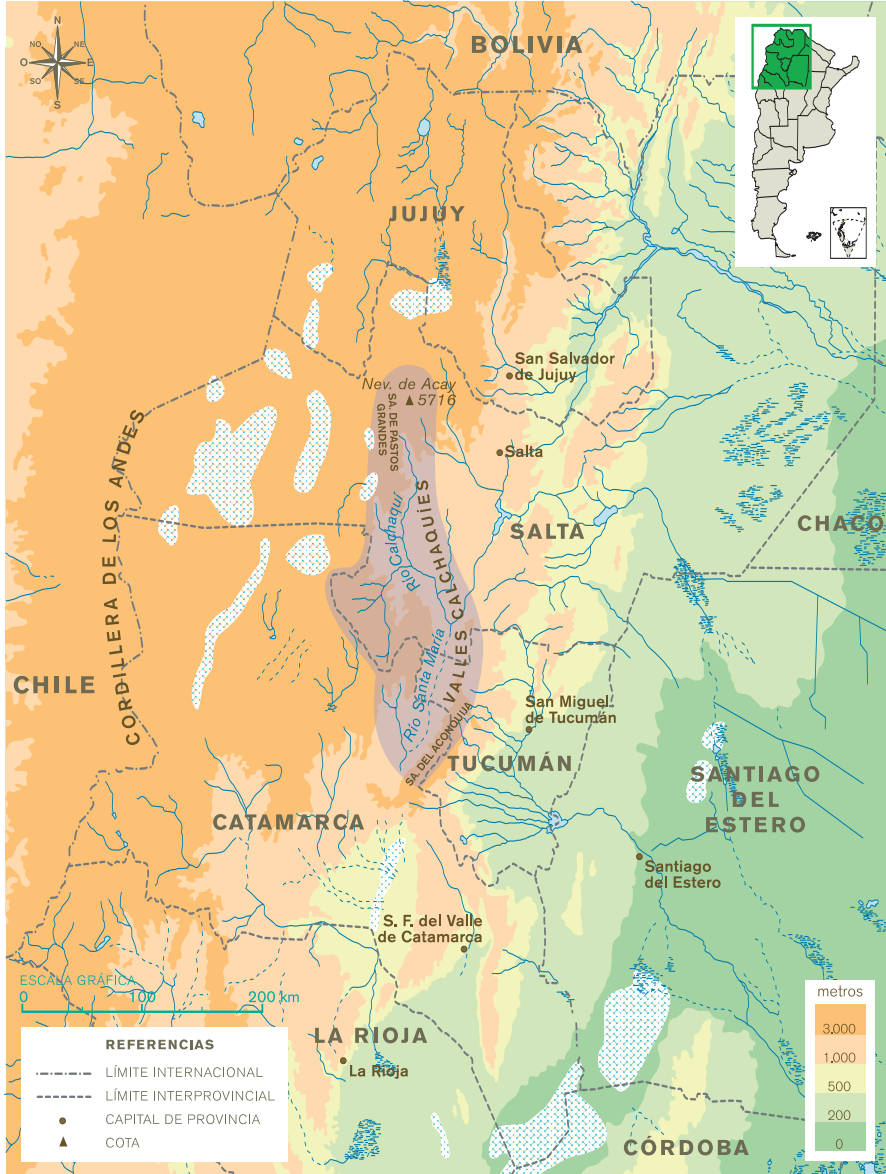 BOLIVIA
N
NO
NE
O
E
SO
SE
S
JUJUY
San Salvador
de Jujuy
Nev. de Acay
5716
SA. DE PASTOS
GRANDES
Salta
CORDILLERA DE LOS ANDES
Río Calchaquí
VALLES CALCHAQUÍES
SALTA
CHACO
CHILE
Río Santa María
San Miguel
de Tucumán
SA. DEL ACONQUIJA
TUCUMÁN
SANTIAGO
DEL
ESTERO
CATAMARCA
Santiago
del Estero
S. F. del Valle
de Catamarca
ESCALA GRÁFICA
0
100
200 km
LA RIOJA
La Rioja
CÓRDOBA
REFERENCIAS
LÍMITE INTERNACIONAL
LÍMITE INTERPROVINCIAL
CAPITAL DE PROVINCIA
COTA
metros
3.000
1.000
500
200
0